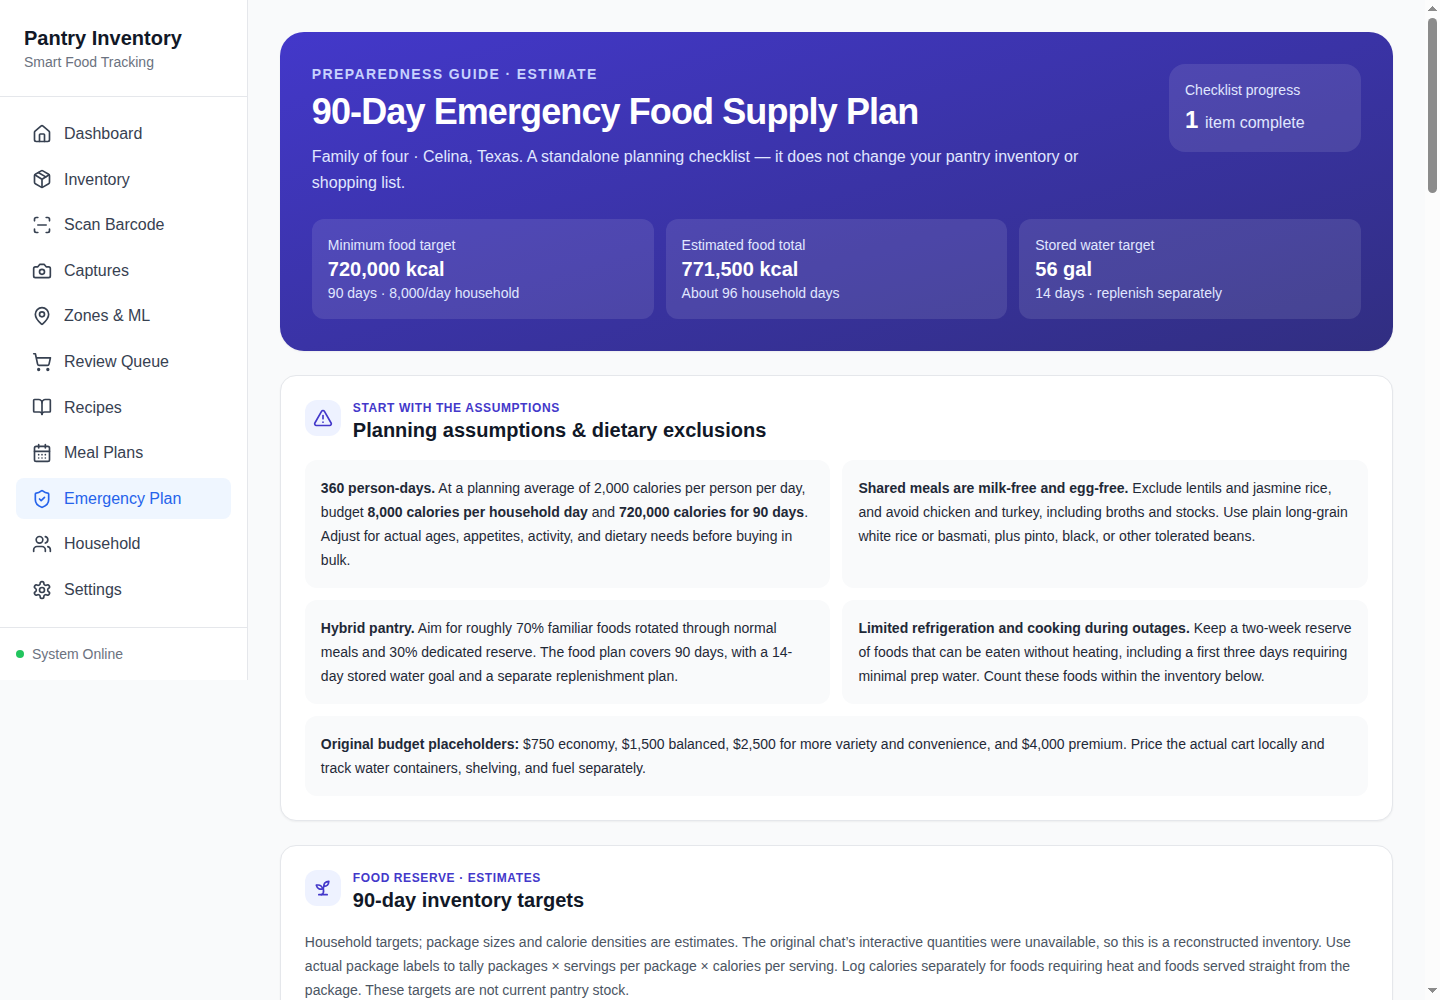 Pantry Inventory
Smart Food Tracking
Dashboard
Inventory
Scan Barcode
Captures
Zones & ML
Review Queue
Recipes
Meal Plans
Emergency Plan
Household
Settings
System Online
PREPAREDNESS GUIDE · ESTIMATE
90-Day Emergency Food Supply Plan
Family of four · Celina, Texas. A standalone planning checklist — it does not change your pantry inventory or
shopping list.
Checklist progress
1 item complete
Minimum food target
720,000 kcal
90 days · 8,000/day household
Estimated food total
771,500 kcal
About 96 household days
Stored water target
56 gal
14 days · replenish separately
START WITH THE ASSUMPTIONS
Planning assumptions & dietary exclusions
360 person-days. At a planning average of 2,000 calories per person per day,
budget 8,000 calories per household day and 720,000 calories for 90 days.
Adjust for actual ages, appetites, activity, and dietary needs before buying in
bulk.
Shared meals are milk-free and egg-free. Exclude lentils and jasmine rice,
and avoid chicken and turkey, including broths and stocks. Use plain long-grain
white rice or basmati, plus pinto, black, or other tolerated beans.
Hybrid pantry. Aim for roughly 70% familiar foods rotated through normal
meals and 30% dedicated reserve. The food plan covers 90 days, with a 14-
day stored water goal and a separate replenishment plan.
Limited refrigeration and cooking during outages. Keep a two-week reserve
of foods that can be eaten without heating, including a first three days requiring
minimal prep water. Count these foods within the inventory below.
Original budget placeholders: $750 economy, $1,500 balanced, $2,500 for more variety and convenience, and $4,000 premium. Price the actual cart locally and
track water containers, shelving, and fuel separately.
FOOD RESERVE · ESTIMATES
90-day inventory targets
Household targets; package sizes and calorie densities are estimates. The original chat’s interactive quantities were unavailable, so this is a reconstructed inventory. Use
actual package labels to tally packages × servings per package × calories per serving. Log calories separately for foods requiring heat and foods served straight from the
package. These targets are not current pantry stock.